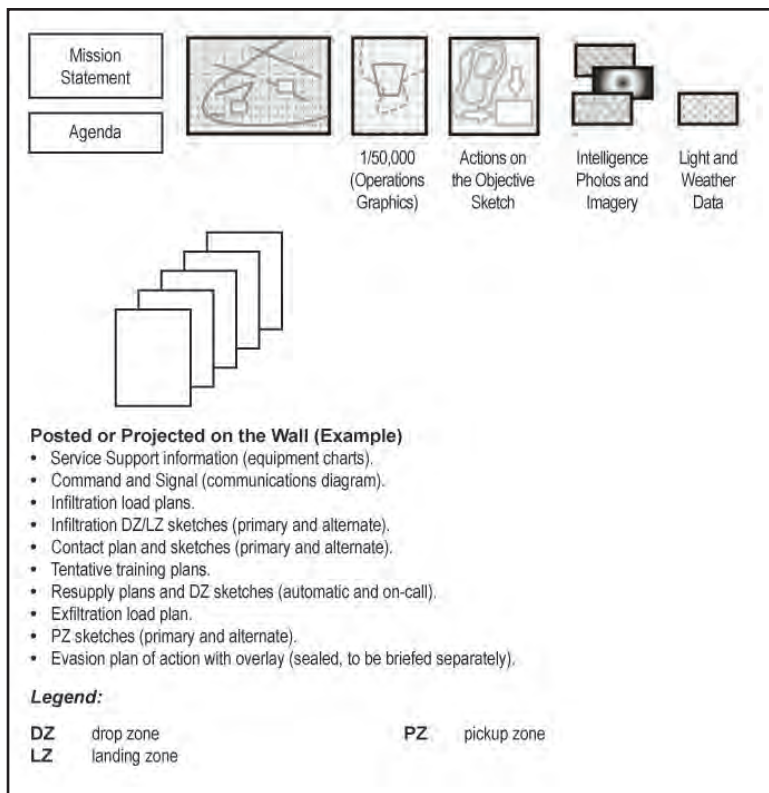 Mission
Statement
Agenda
1/50,000
(Operations
Graphics)
Actions on
the Objective
Sketch
Intelligence
Photos and
Imagery
Light and
Weather
Data
Posted or Projected on the Wall (Example)
• Service Support information (equipment charts).
• Command and Signal (communications diagram).
• Infiltration load plans.
• Infiltration DZ/LZ sketches (primary and alternate).
• Contact plan and sketches (primary and alternate).
• Tentative training plans.
• Resupply plans and DZ sketches (automatic and on-call).
• Exfiltration load plan.
• PZ sketches (primary and alternate).
• Evasion plan of action with overlay (sealed, to be briefed separately).
Legend:
DZ drop zone PZ pickup zone
LZ landing zone